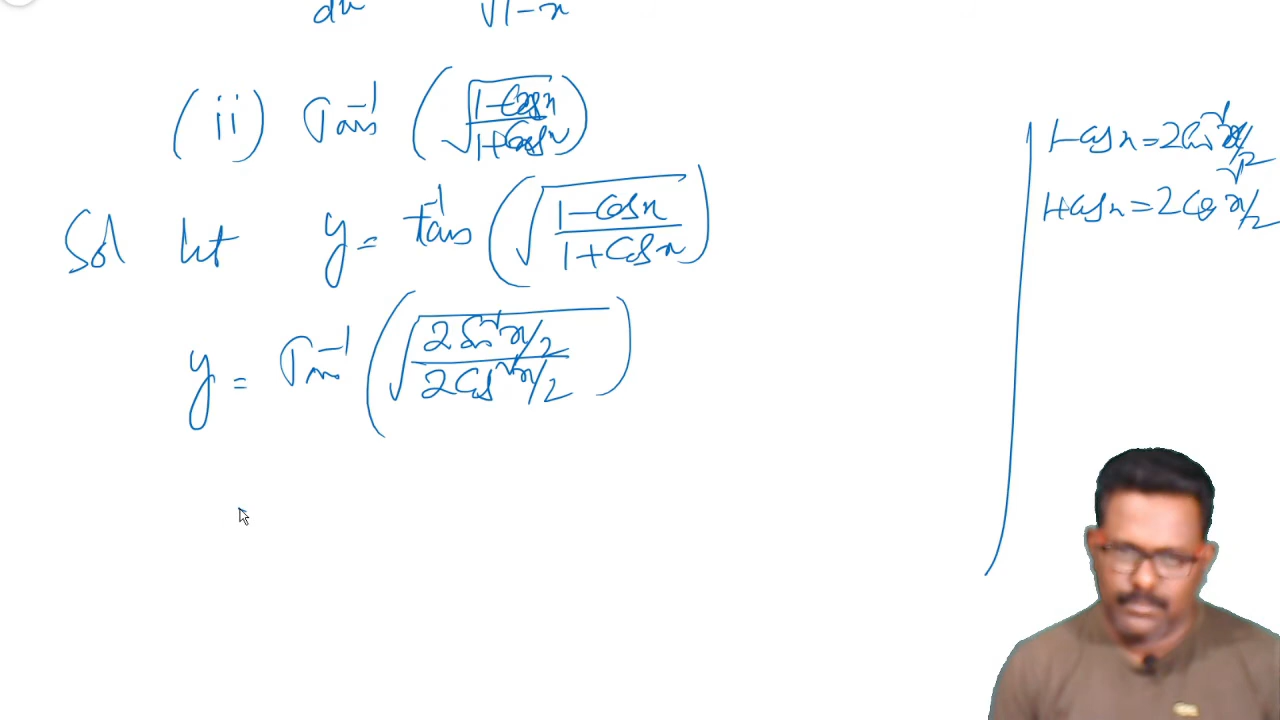 dx √1-x
(ii) Tan⁻¹ (√(1-Cosx)/(1+Cosx))
Sol let y = tan⁻¹ (√(1-Cosx)/(1+Cosx))
y = Tan⁻¹ (√(2Sin²x/2)/(2Cos²x/2))
1-Cosx = 2Sin²x/2
1+Cosx = 2Cos²x/2